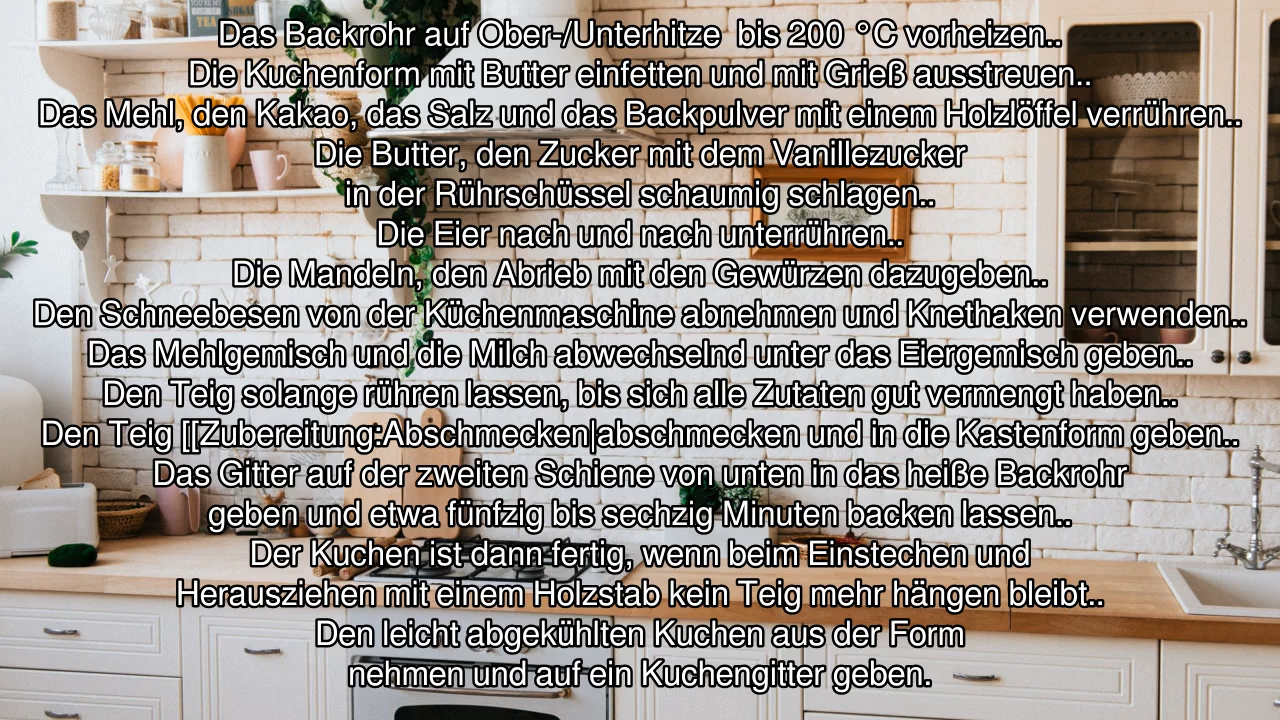 Das Backrohr auf Ober-/Unterhitze  bis 200 °C vorheizen..
Die Kuchenform mit Butter einfetten und mit Grieß ausstreuen..
Das Mehl, den Kakao, das Salz und das Backpulver mit einem Holzlöffel verrühren..
Die Butter, den Zucker mit dem Vanillezucker
in der Rührschüssel schaumig schlagen..
Die Eier nach und nach unterrühren..
Die Mandeln, den Abrieb mit den Gewürzen dazugeben..
Den Schneebesen von der Küchenmaschine abnehmen und Knethaken verwenden..
Das Mehlgemisch und die Milch abwechselnd unter das Eiergemisch geben..
Den Teig solange rühren lassen, bis sich alle Zutaten gut vermengt haben..
Den Teig [[Zubereitung:Abschmecken|abschmecken und in die Kastenform geben..
Das Gitter auf der zweiten Schiene von unten in das heiße Backrohr
geben und etwa fünfzig bis sechzig Minuten backen lassen..
Der Kuchen ist dann fertig, wenn beim Einstechen und
Herausziehen mit einem Holzstab kein Teig mehr hängen bleibt..
Den leicht abgekühlten Kuchen aus der Form
nehmen und auf ein Kuchengitter geben.